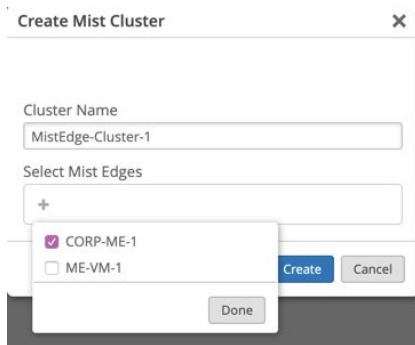 Create Mist Cluster
Cluster Name
MistEdge-Cluster-1
Select Mist Edges
CORP-ME-1
ME-VM-1
Create Cancel
Done